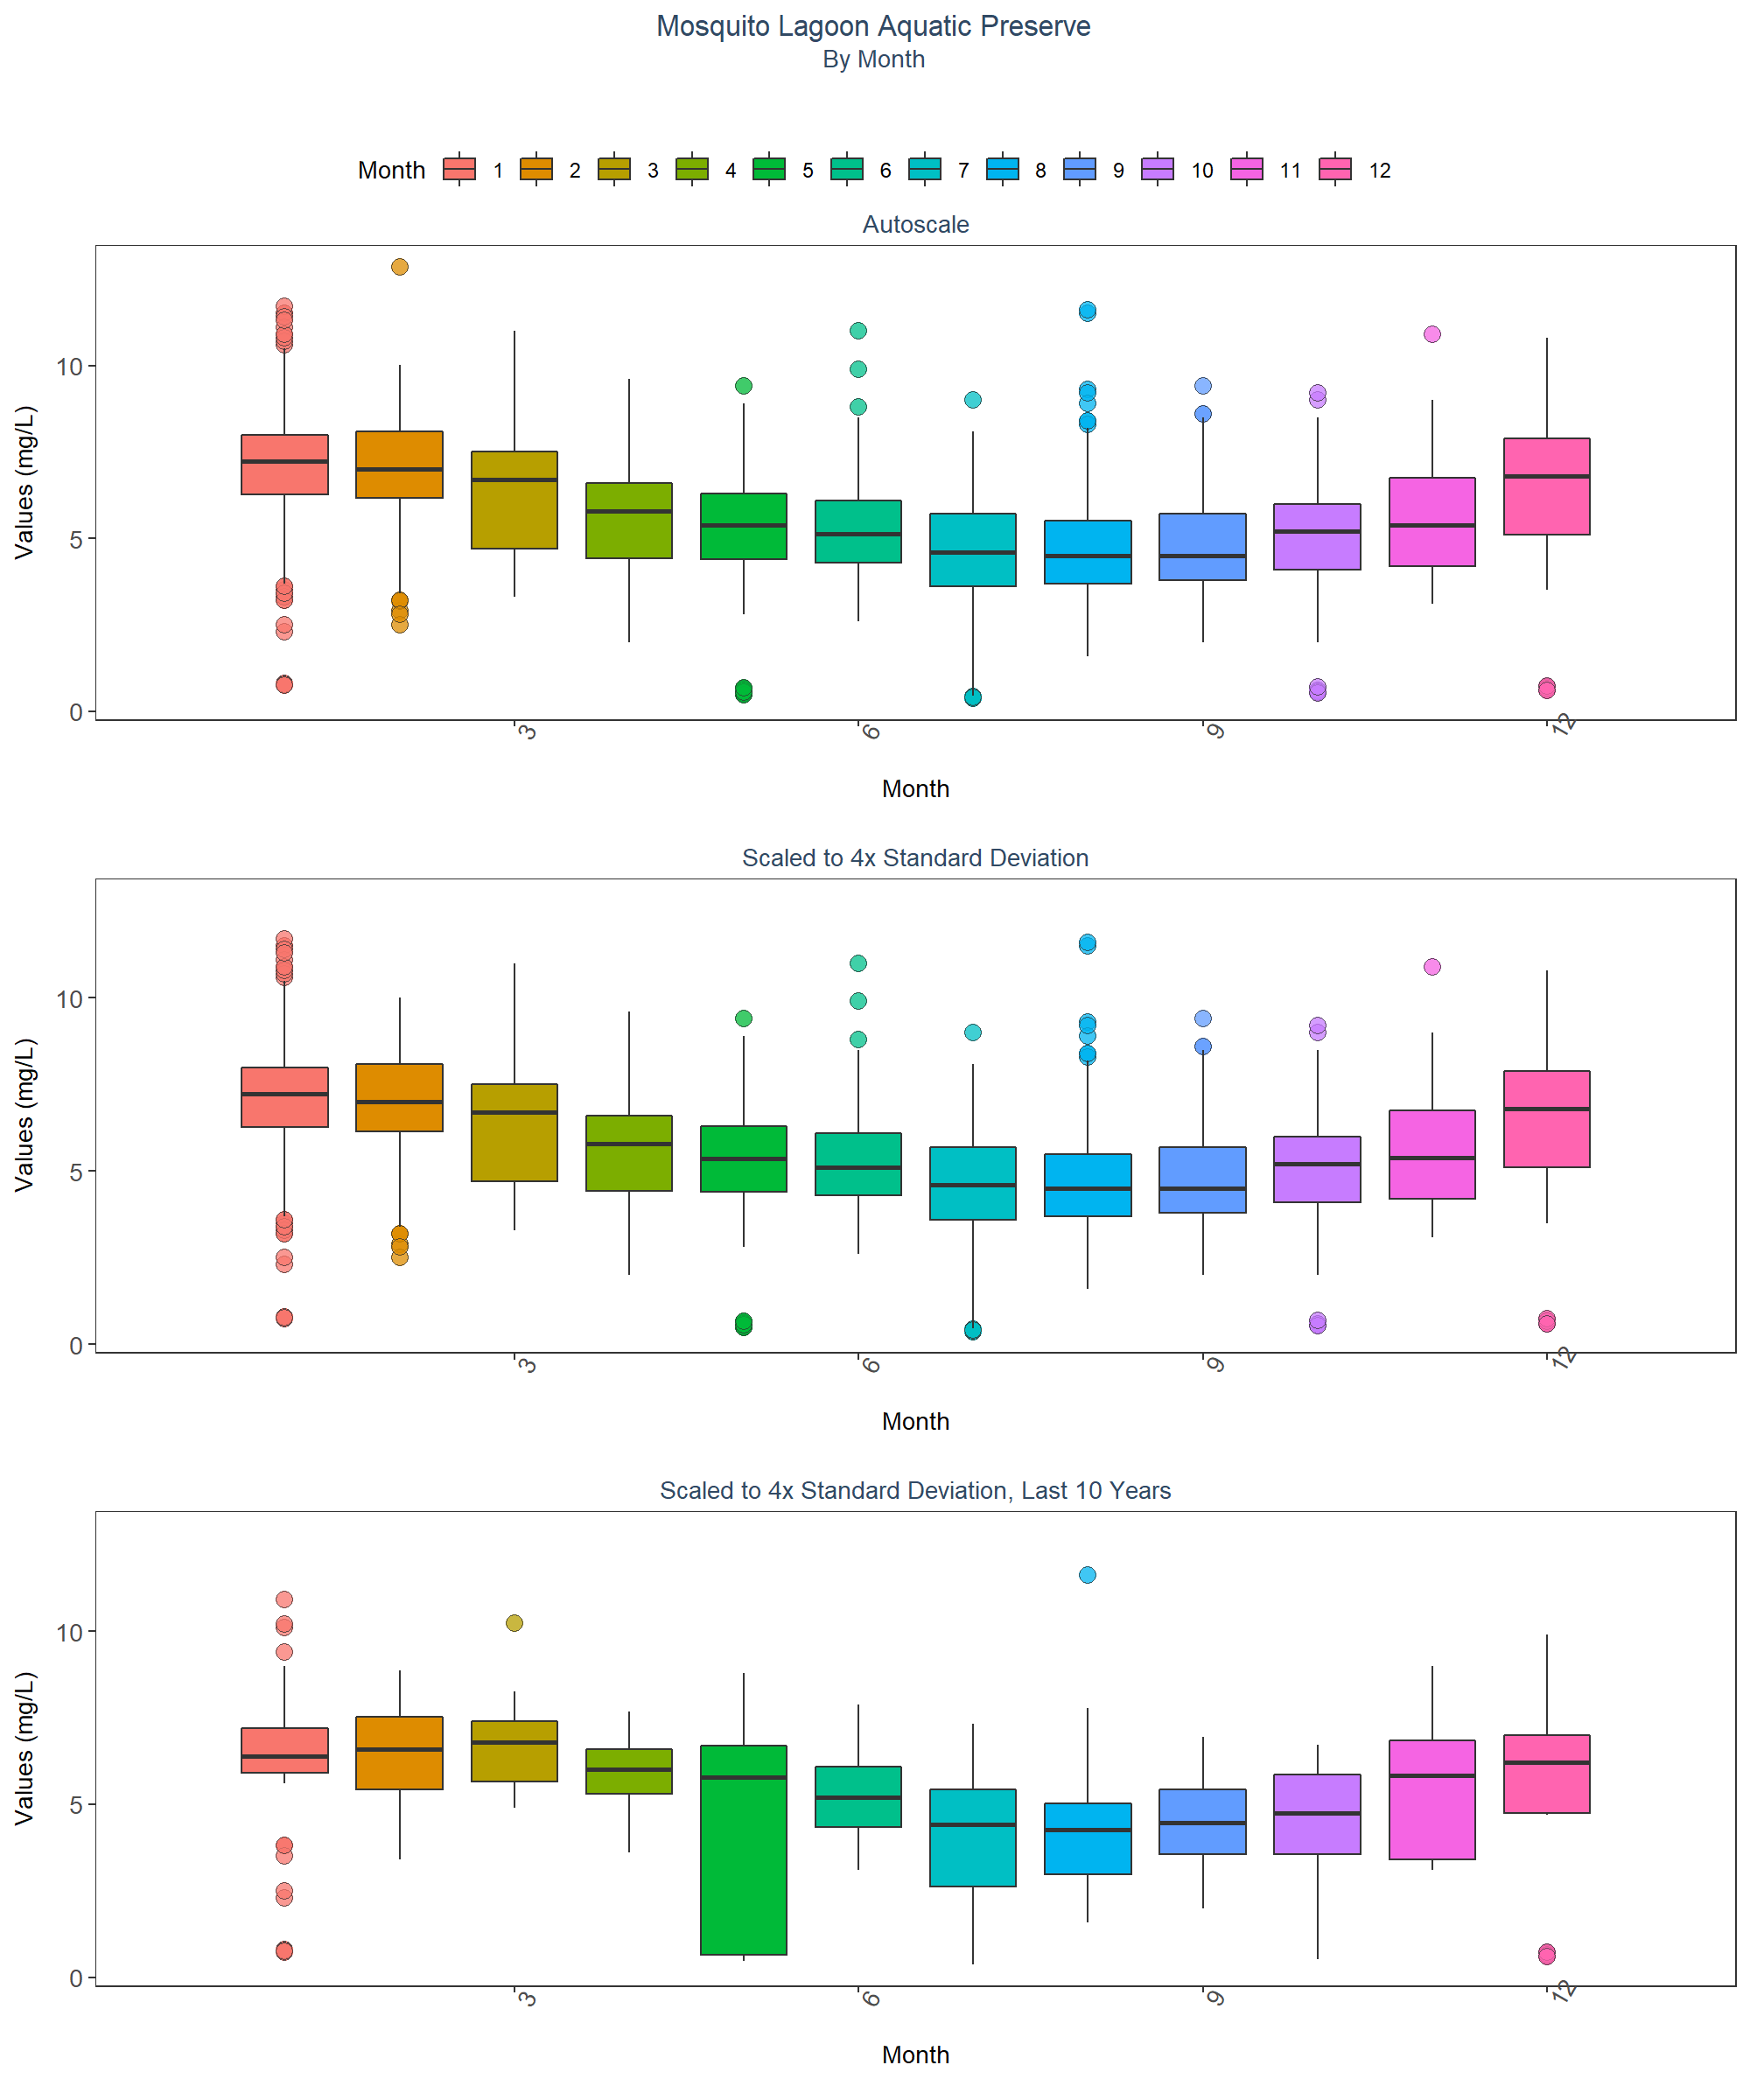 Mosquito Lagoon Aquatic Preserve
By Month
Month 1 2 3 4 5 6 7 8 9 10 11 12
Autoscale
Values (mg/L)
10
5
0
3 6 9 12
Month
Scaled to 4x Standard Deviation
Values (mg/L)
10
5
0
3 6 9 12
Month
Scaled to 4x Standard Deviation, Last 10 Years
Values (mg/L)
10
5
0
3 6 9 12
Month